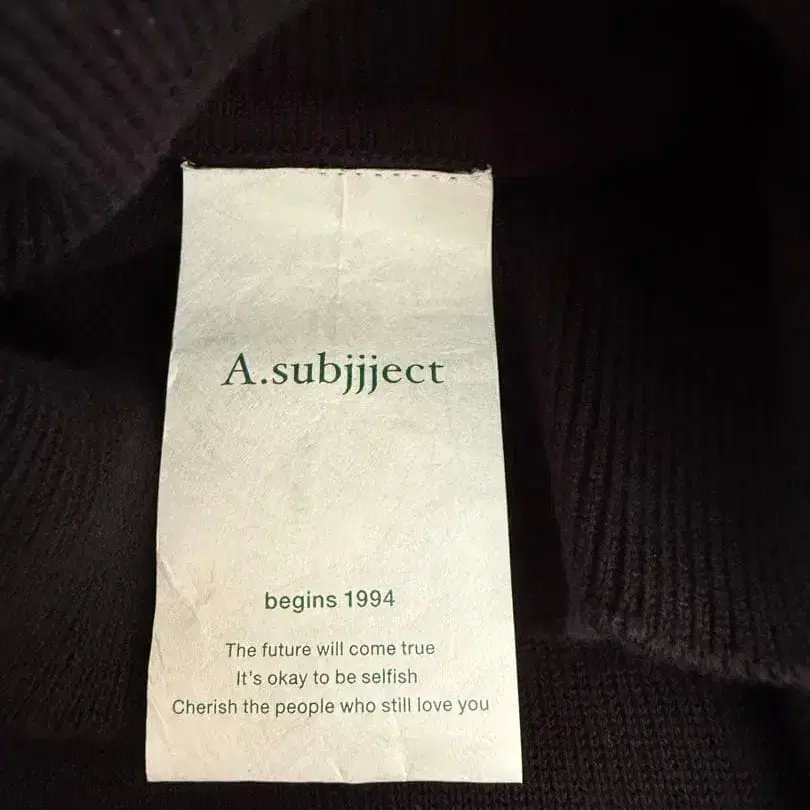 A.subjjject
begins 1994
The future will come true
It's okay to be selfish
Cherish the people who still love you